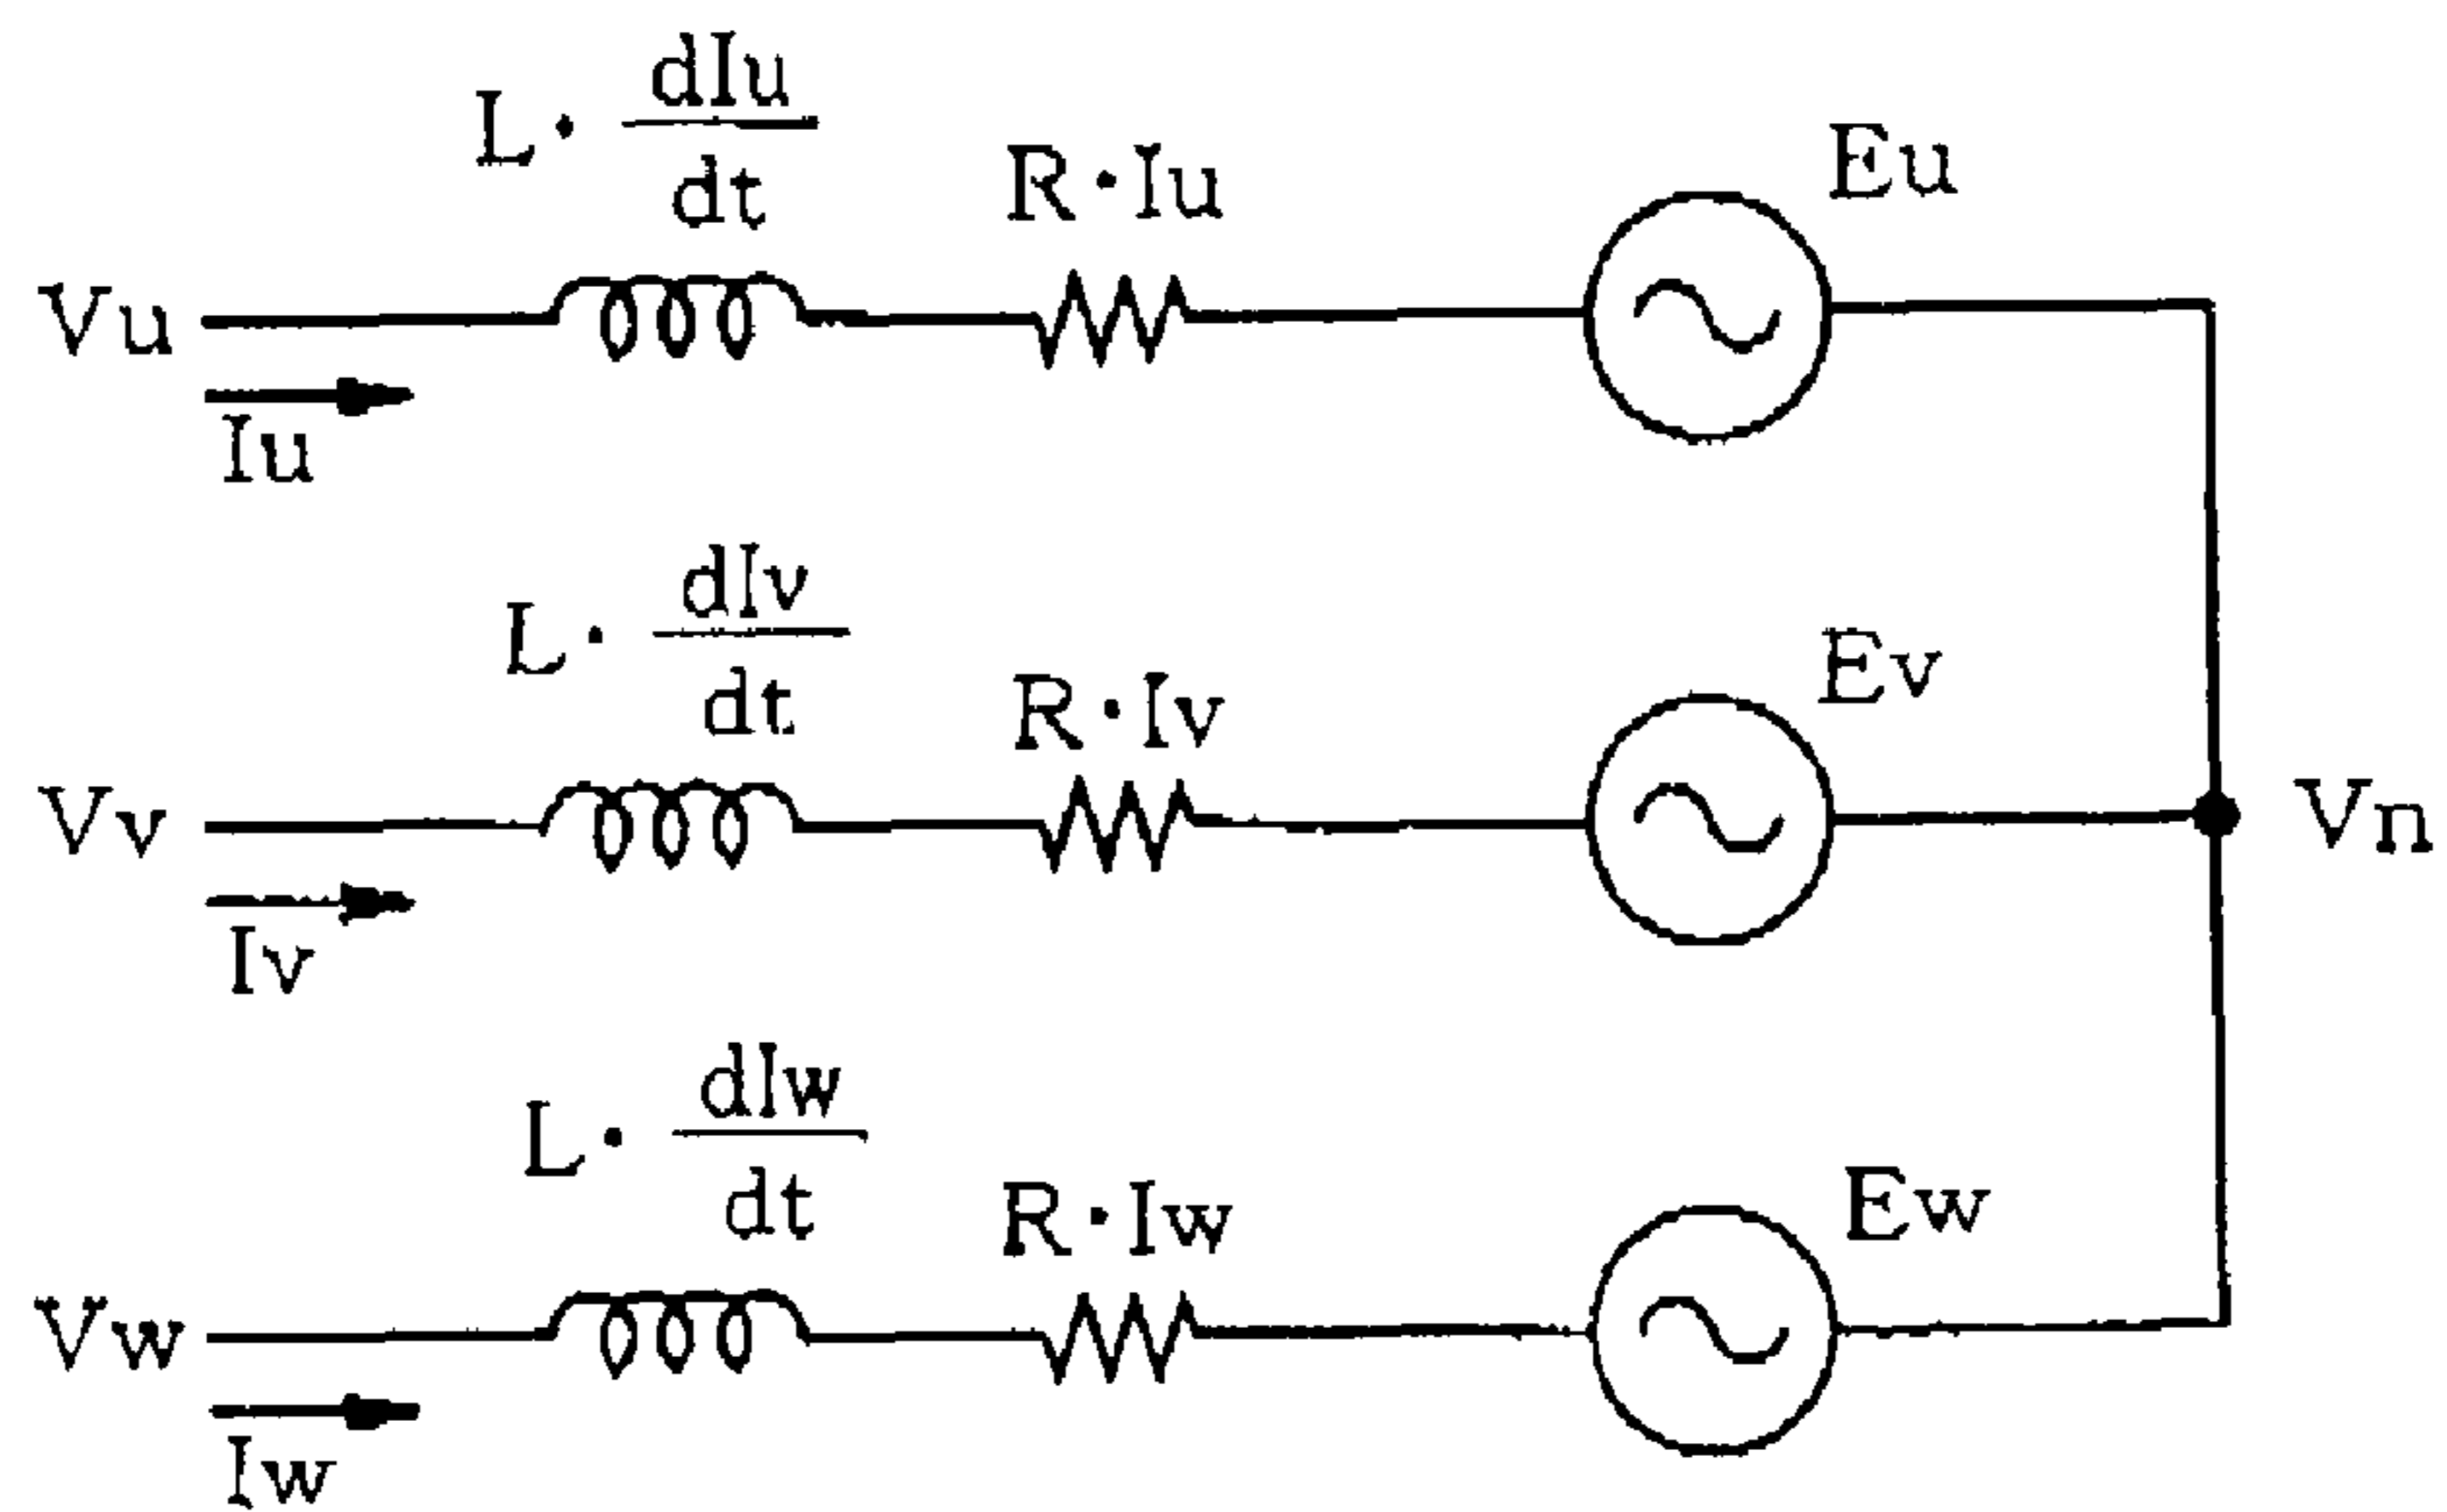 L· dIu/dt
R·Iu
Eu
Vu
Iu
L· dIv/dt
R·Iv
Ev
Vv
Vn
Iv
L· dIw/dt
R·Iw
Ew
Vw
Iw